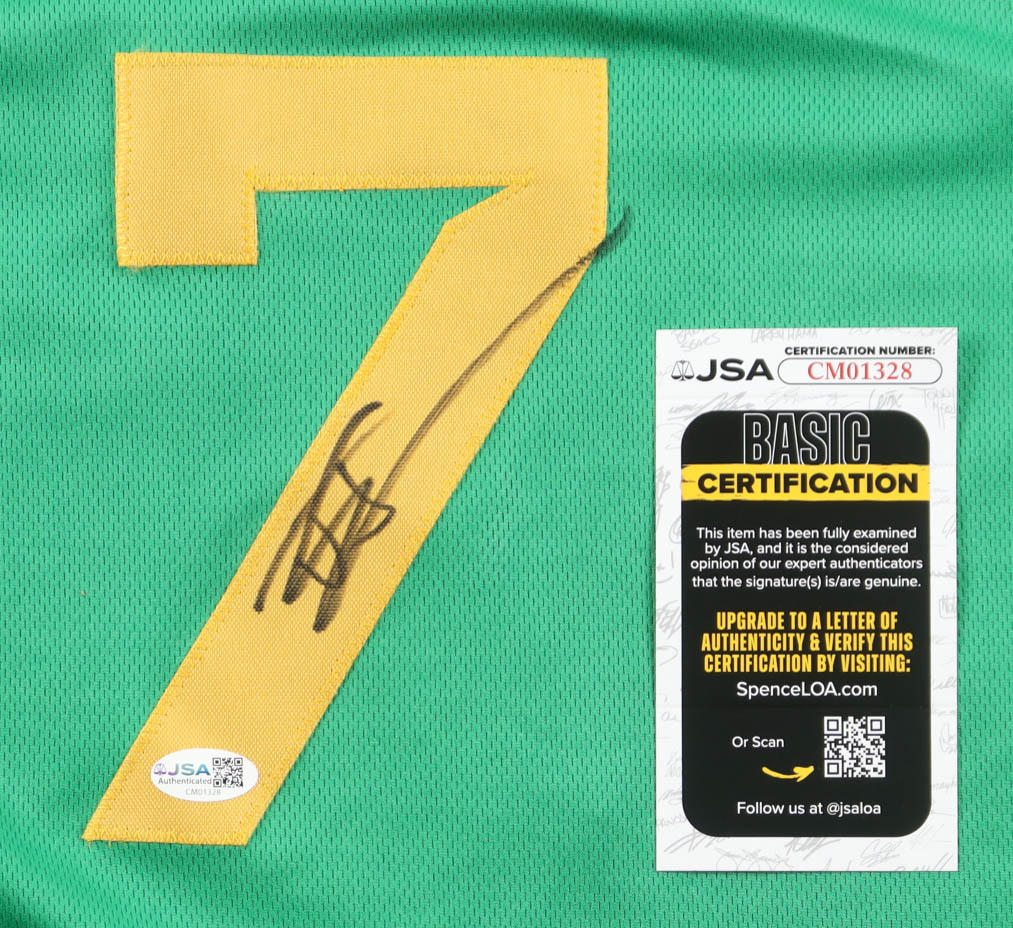 7
JSA
Authenticated
CM01328
CERTIFICATION NUMBER:
JSA CM01328
BASIC
CERTIFICATION
This item has been fully examined
by JSA, and it is the considered
opinion of our expert authenticators
that the signature(s) is/are genuine.
UPGRADE TO A LETTER OF
AUTHENTICITY & VERIFY THIS
CERTIFICATION BY VISITING:
SpenceLOA.com
Or Scan
Follow us at @jsaloa